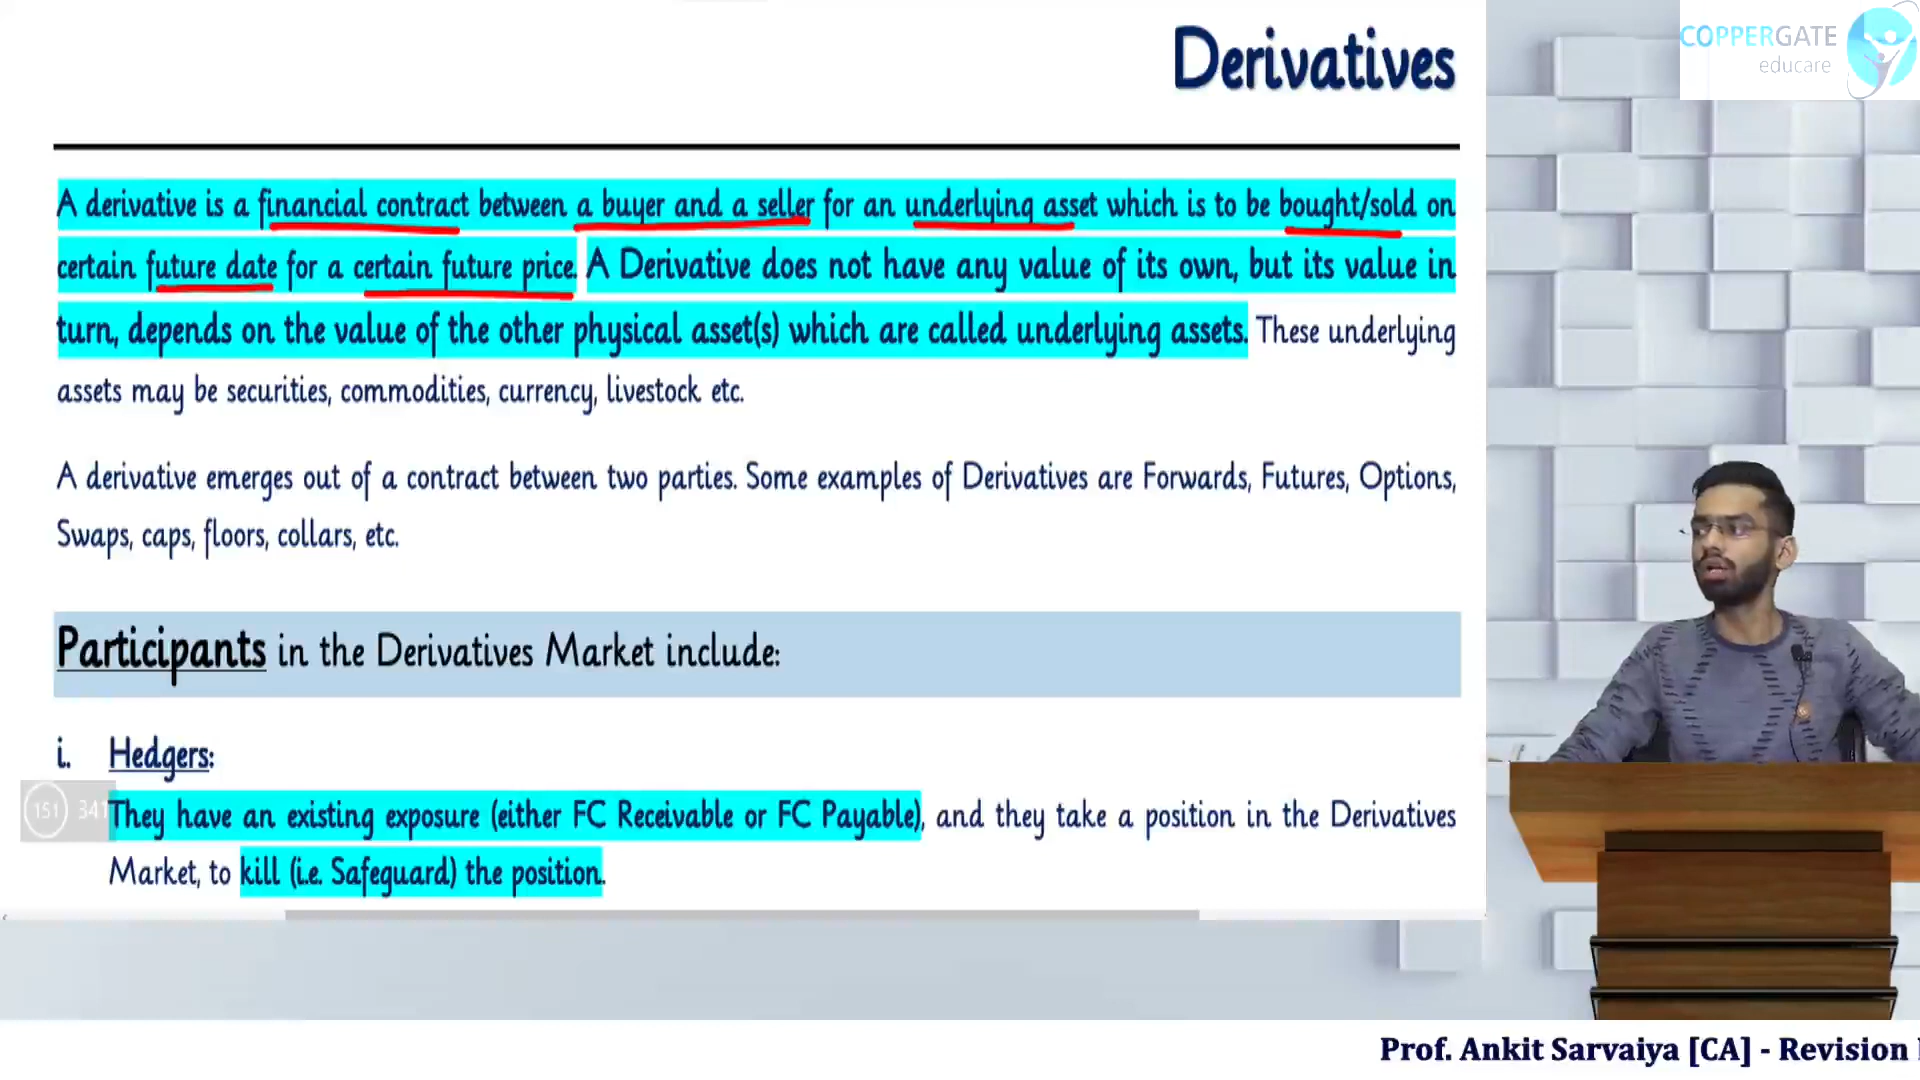 COPPERGATE
educare
Derivatives
A derivative is a financial contract between a buyer and a seller for an underlying asset which is to be bought/sold on
certain future date for a certain future price. A Derivative does not have any value of its own, but its value in
turn, depends on the value of the other physical asset(s) which are called underlying assets. These underlying
assets may be securities, commodities, currency, livestock etc.
A derivative emerges out of a contract between two parties. Some examples of Derivatives are Forwards, Futures, Options,
Swaps, caps, floors, collars, etc.
Participants in the Derivatives Market include:
i. Hedgers:
151 341
They have an existing exposure (either FC Receivable or FC Payable), and they take a position in the Derivatives
Market, to kill (i.e. Safeguard) the position.
Prof. Ankit Sarvaiya [CA] - Revision